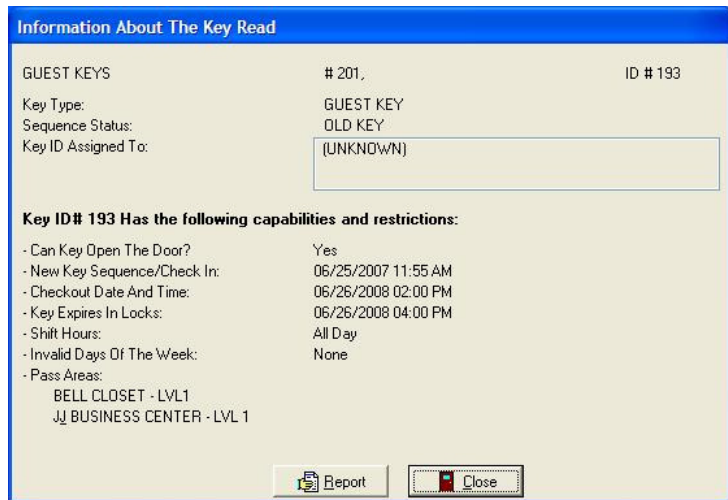 Information About The Key Read
GUEST KEYS # 201, ID # 193
Key Type: GUEST KEY
Sequence Status: OLD KEY
Key ID Assigned To: (UNKNOWN)
Key ID# 193 Has the following capabilities and restrictions:
- Can Key Open The Door? Yes
- New Key Sequence/Check In: 06/25/2007 11:55 AM
- Checkout Date And Time: 06/26/2008 02:00 PM
- Key Expires In Locks: 06/26/2008 04:00 PM
- Shift Hours: All Day
- Invalid Days Of The Week: None
- Pass Areas:
BELL CLOSET - LVL1
JJ BUSINESS CENTER - LVL 1
Report Close